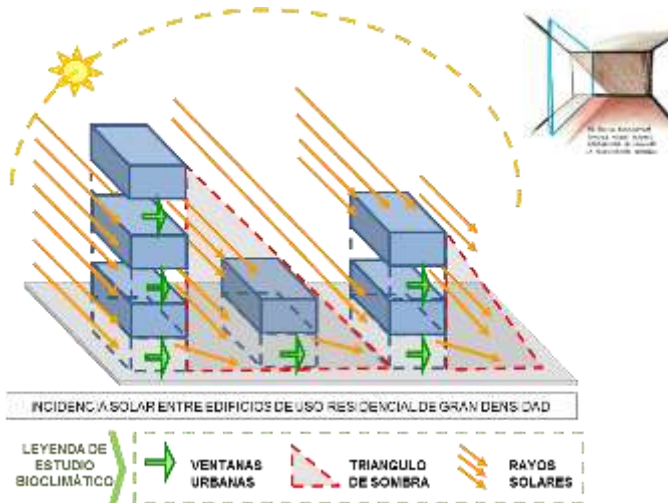 INCIDENCIA SOLAR ENTRE EDIFICIOS DE USO RESIDENCIAL DE GRAN DENSIDAD
LEYENDA DE
ESTUDIO
BIOCLIMÁTICO
VENTANAS
URBANAS
TRIANGULO
DE SOMBRA
RAYOS
SOLARES